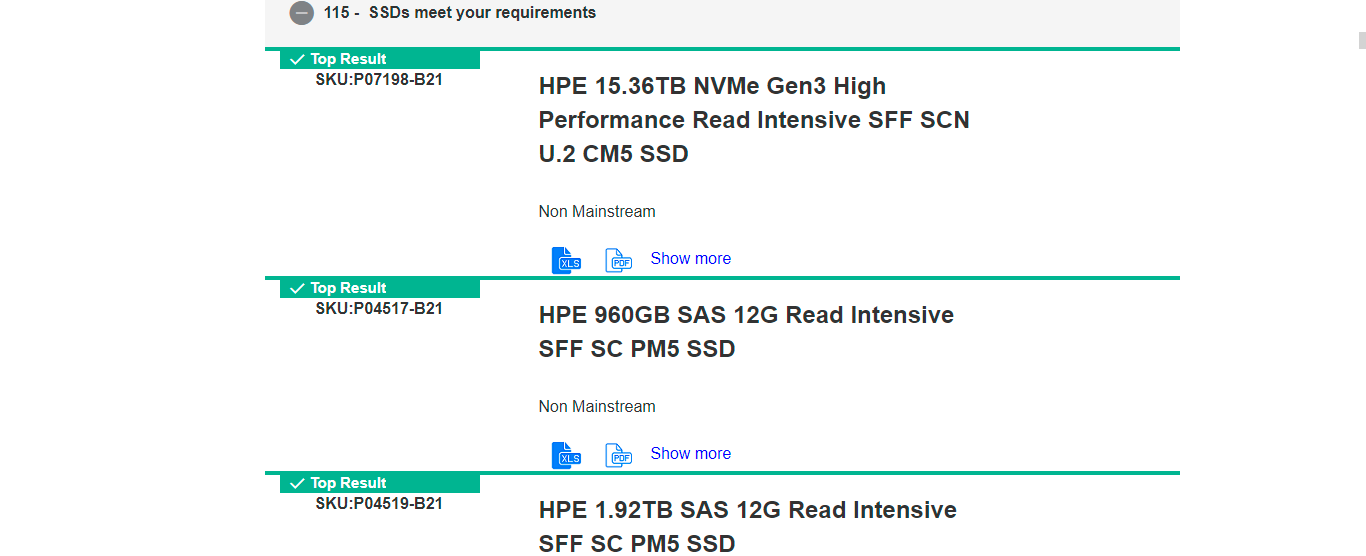 115 -  SSDs meet your requirements
Top Result
SKU:P07198-B21
HPE 15.36TB NVMe Gen3 High
Performance Read Intensive SFF SCN
U.2 CM5 SSD
Non Mainstream
XLS PDF Show more
Top Result
SKU:P04517-B21
HPE 960GB SAS 12G Read Intensive
SFF SC PM5 SSD
Non Mainstream
XLS PDF Show more
Top Result
SKU:P04519-B21
HPE 1.92TB SAS 12G Read Intensive
SFF SC PM5 SSD